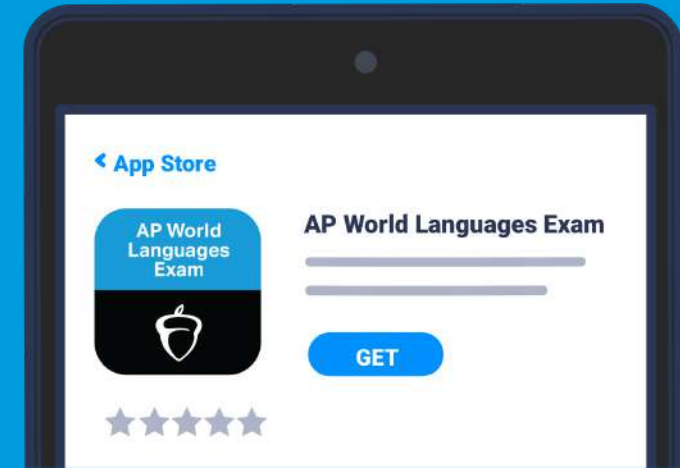 App Store
AP World
Languages
Exam
AP World Languages Exam
GET